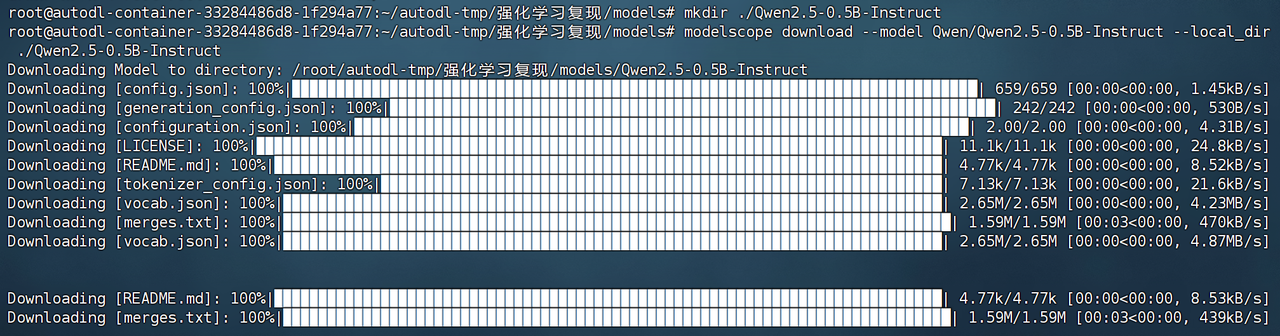 root@autodl-container-33284486d8-1f294a77:~/autodl-tmp/强化学习复现/models# mkdir ./Qwen2.5-0.5B-Instruct
root@autodl-container-33284486d8-1f294a77:~/autodl-tmp/强化学习复现/models# modelscope download --model Qwen/Qwen2.5-0.5B-Instruct --local_dir
./Qwen2.5-0.5B-Instruct
Downloading Model to directory: /root/autodl-tmp/强化学习复现/models/Qwen2.5-0.5B-Instruct
Downloading [config.json]: 100%| | 659/659 [00:00<00:00, 1.45kB/s]
Downloading [generation_config.json]: 100%| | 242/242 [00:00<00:00, 530B/s]
Downloading [configuration.json]: 100%| | 2.00/2.00 [00:00<00:00, 4.31B/s]
Downloading [LICENSE]: 100%| | 11.1k/11.1k [00:00<00:00, 24.8kB/s]
Downloading [README.md]: 100%| | 4.77k/4.77k [00:00<00:00, 8.52kB/s]
Downloading [tokenizer_config.json]: 100%| | 7.13k/7.13k [00:00<00:00, 21.6kB/s]
Downloading [vocab.json]: 100%| | 2.65M/2.65M [00:00<00:00, 4.23MB/s]
Downloading [merges.txt]: 100%| | 1.59M/1.59M [00:03<00:00, 470kB/s]
Downloading [vocab.json]: 100%| | 2.65M/2.65M [00:00<00:00, 4.87MB/s]
Downloading [README.md]: 100%| | 4.77k/4.77k [00:00<00:00, 8.53kB/s]
Downloading [merges.txt]: 100%| | 1.59M/1.59M [00:03<00:00, 439kB/s]